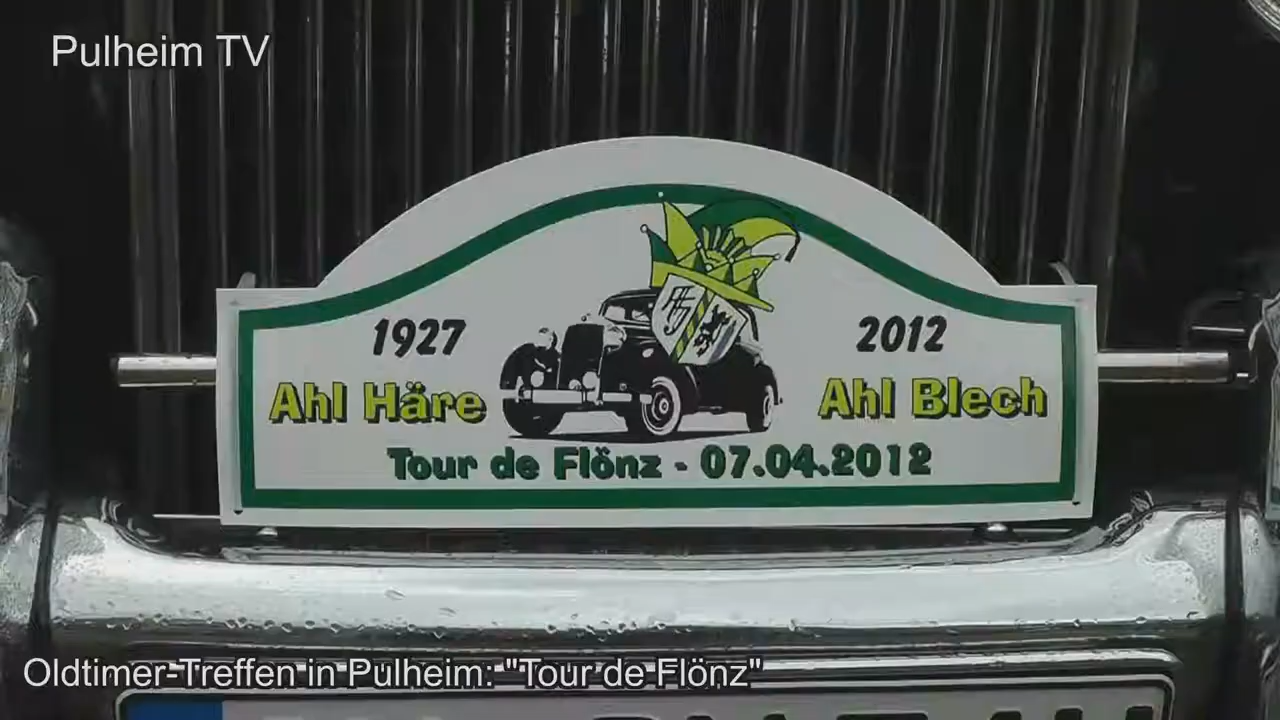 Pulheim TV
1927
2012
Ahl Häre
Ahl Blech
Tour de Flönz - 07.04.2012
Oldtimer-Treffen in Pulheim: "Tour de Flönz"